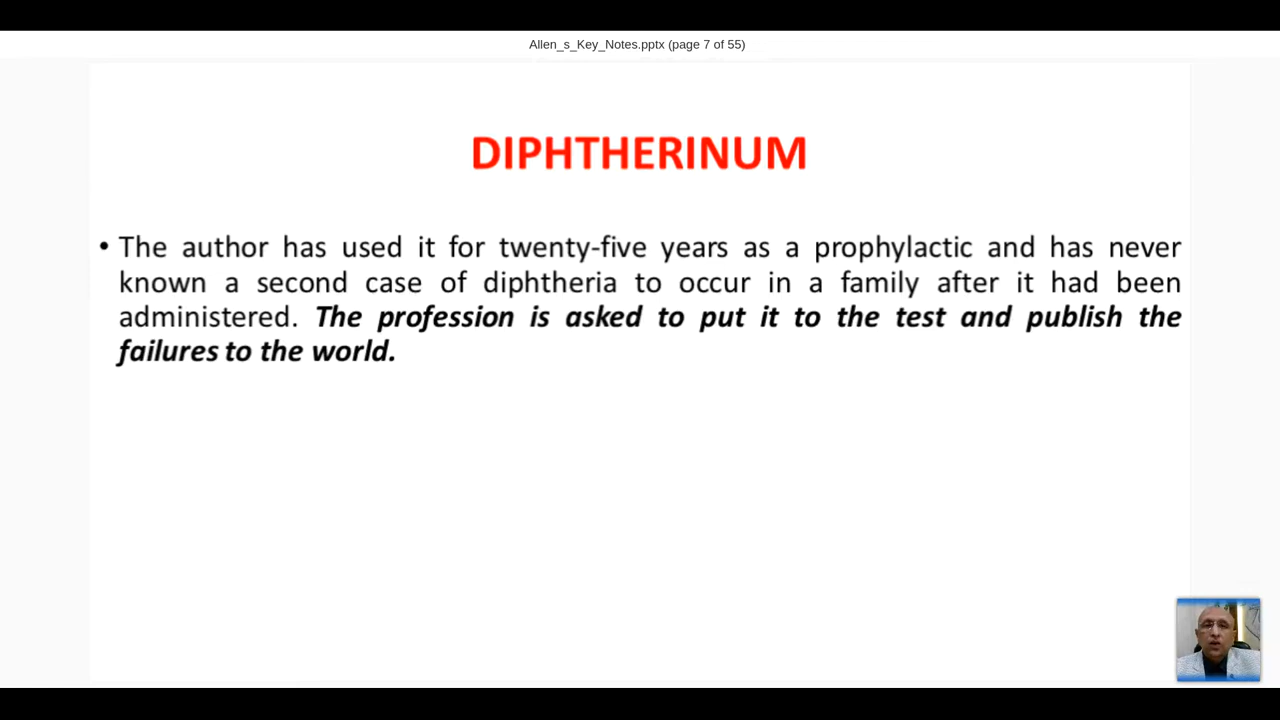 Allen_s_Key_Notes.pptx (page 7 of 55)
DIPHTHERINUM
• The author has used it for twenty-five years as a prophylactic and has never
known a second case of diphtheria to occur in a family after it had been
administered. The profession is asked to put it to the test and publish the
failures to the world.